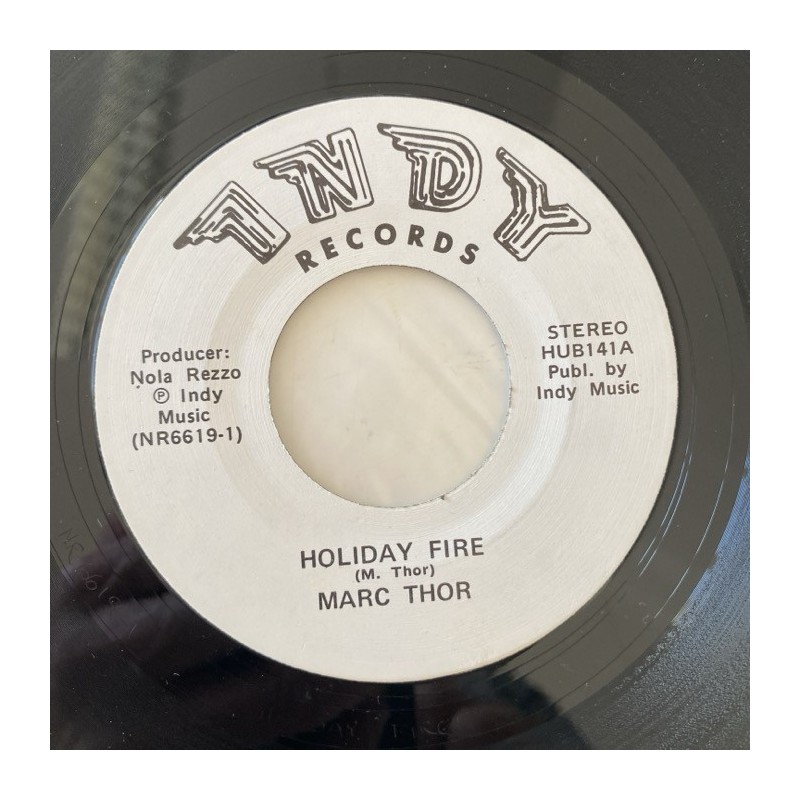 INDY
RECORDS
Producer:
Nola Rezzo
℗ Indy
Music
(NR6619-1)
STEREO
HUB141A
Publ. by
Indy Music
HOLIDAY FIRE
(M. Thor)
MARC THOR